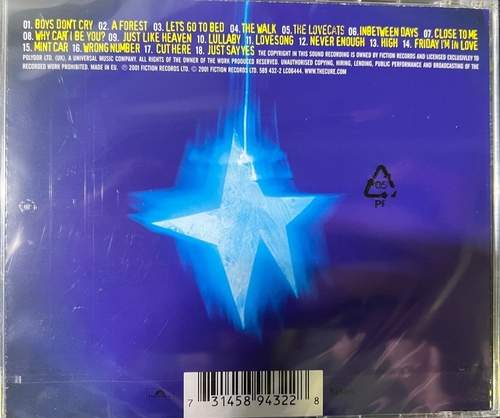 01. BOYS DON'T CRY 02. A FOREST 03. LETS GO TO BED 04. THE WALK 05. THE LOVECATS 06. INBETWEEN DAYS 07. CLOSE TO ME
08. WHY CAN'T I BE YOU? 09. JUST LIKE HEAVEN 10. LULLABY 11. LOVESONG 12. NEVER ENOUGH 13. HIGH 14. FRIDAY I'M IN LOVE
15. MINT CAR 16. WRONG NUMBER 17. CUT HERE 18. JUST SAY YES THE COPYRIGHT IN THIS SOUND RECORDING IS OWNED BY FICTION RECORDS AND LICENSED EXCLUSIVELY TO
POLYDOR LTD. (UK), A UNIVERSAL MUSIC COMPANY. ALL RIGHTS OF THE OWNER OF THE WORK PRODUCED RESERVED. UNAUTHORISED COPYING, HIRING, LENDING, PUBLIC PERFORMANCE AND BROADCASTING OF THE
RECORDED WORK PROHIBITED. MADE IN EU. ℗ 2001 FICTION RECORDS LTD. © 2001 FICTION RECORDS LTD. 589 432-2 LC06444. WWW.THECURE.COM
05
PI
7 31458 94322 8